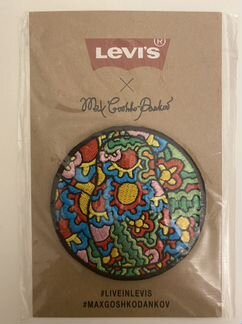 LEVI'S®
×
Max Goshko-Dankov
#LIVEINLEVIS
#MAXGOSHKODANKOV